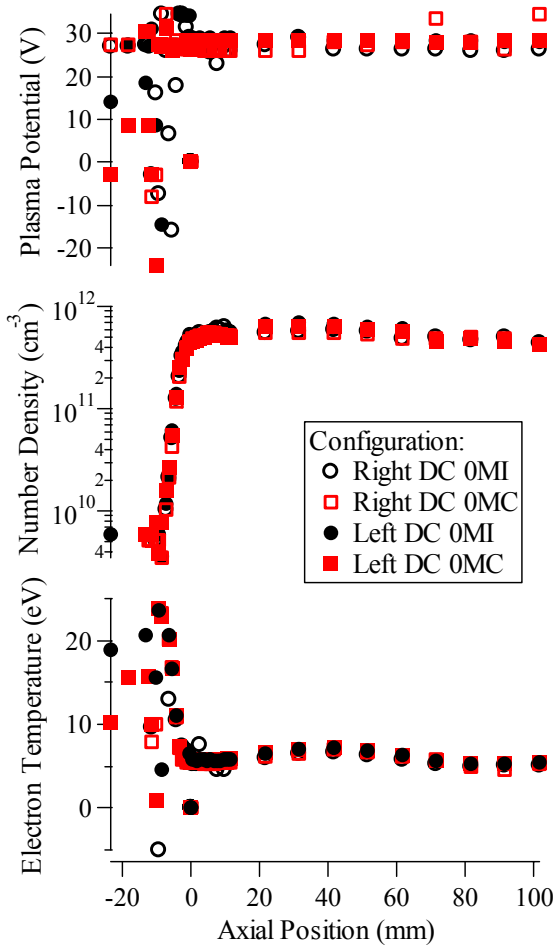 Plasma Potential (V)
30
20
10
0
-10
-20
Number Density (cm⁻³)
10¹²
4
2
10¹¹
4
2
10¹⁰
4
Configuration:
Right DC 0MI
Right DC 0MC
Left DC 0MI
Left DC 0MC
Electron Temperature (eV)
20
10
0
-20
0
20
40
60
80
100
Axial Position (mm)